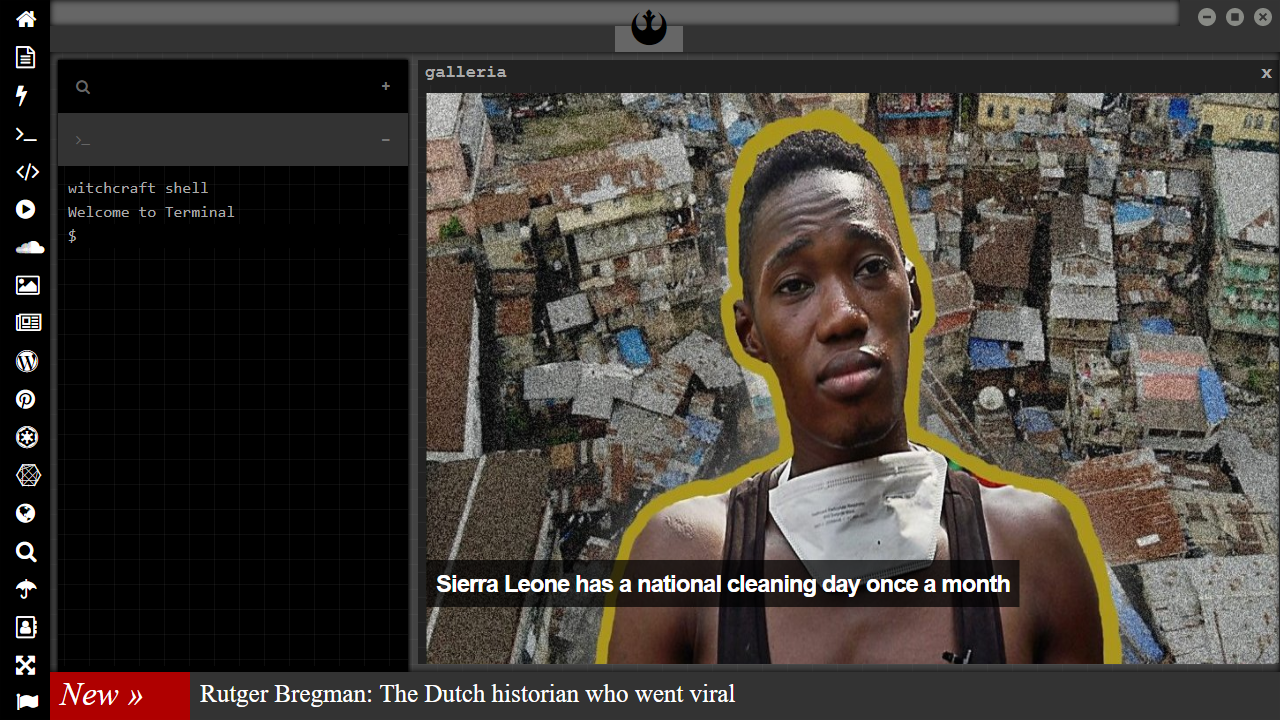 galleria
x
+
>_
−
witchcraft shell
Welcome to Terminal
$
Sierra Leone has a national cleaning day once a month
New »
Rutger Bregman: The Dutch historian who went viral